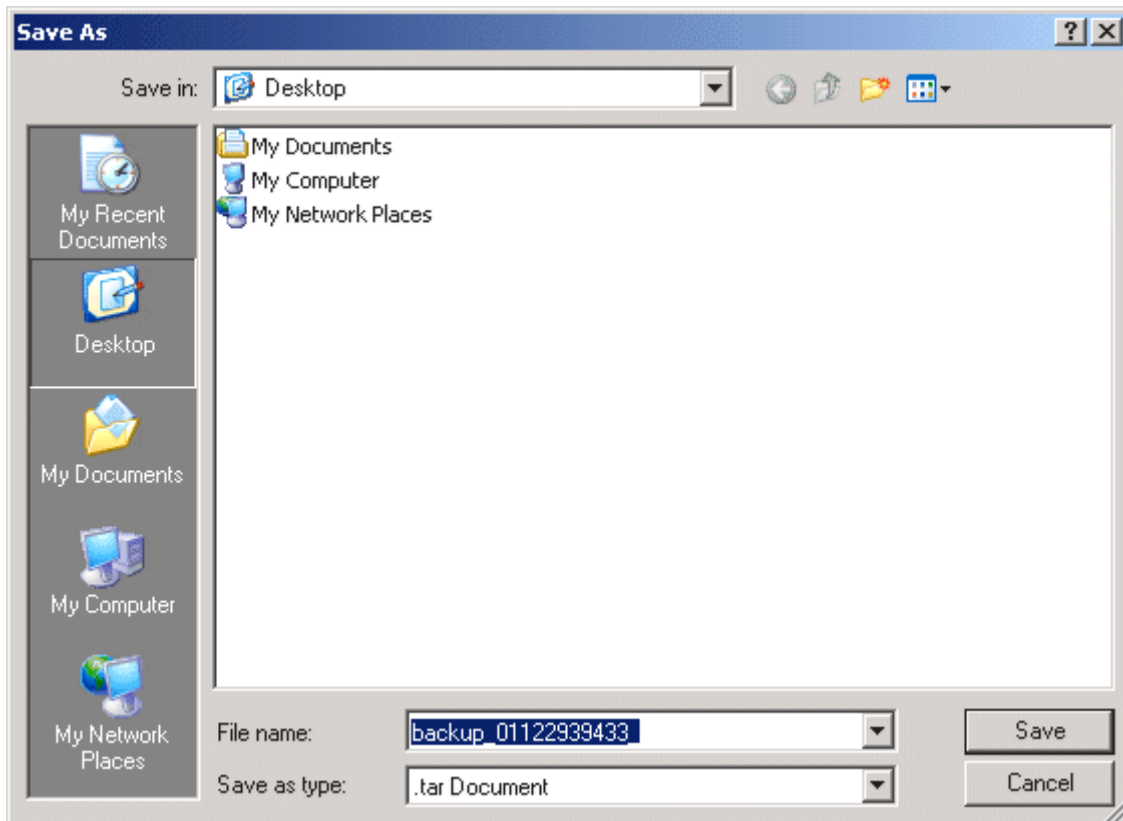 Save As
Save in:
Desktop
My Recent
Documents
Desktop
My Documents
My Computer
My Network
Places
My Documents
My Computer
My Network Places
File name:
backup_01122939433
Save
Save as type:
.tar Document
Cancel